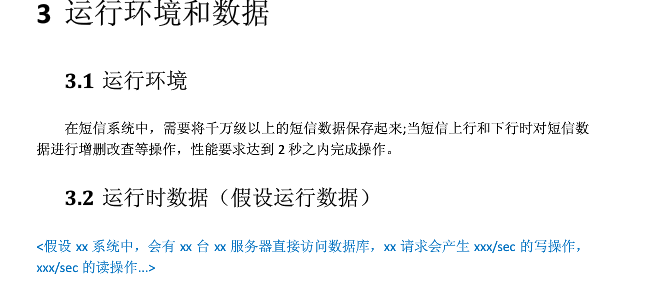 3 运行环境和数据
3.1 运行环境
在短信系统中，需要将千万级以上的短信数据保存起来;当短信上行和下行时对短信数
据进行增删改查等操作，性能要求达到 2 秒之内完成操作。
3.2 运行时数据（假设运行数据）
<假设 xx 系统中，会有 xx 台 xx 服务器直接访问数据库，xx 请求会产生 xxx/sec 的写操作，
xxx/sec 的读操作...>